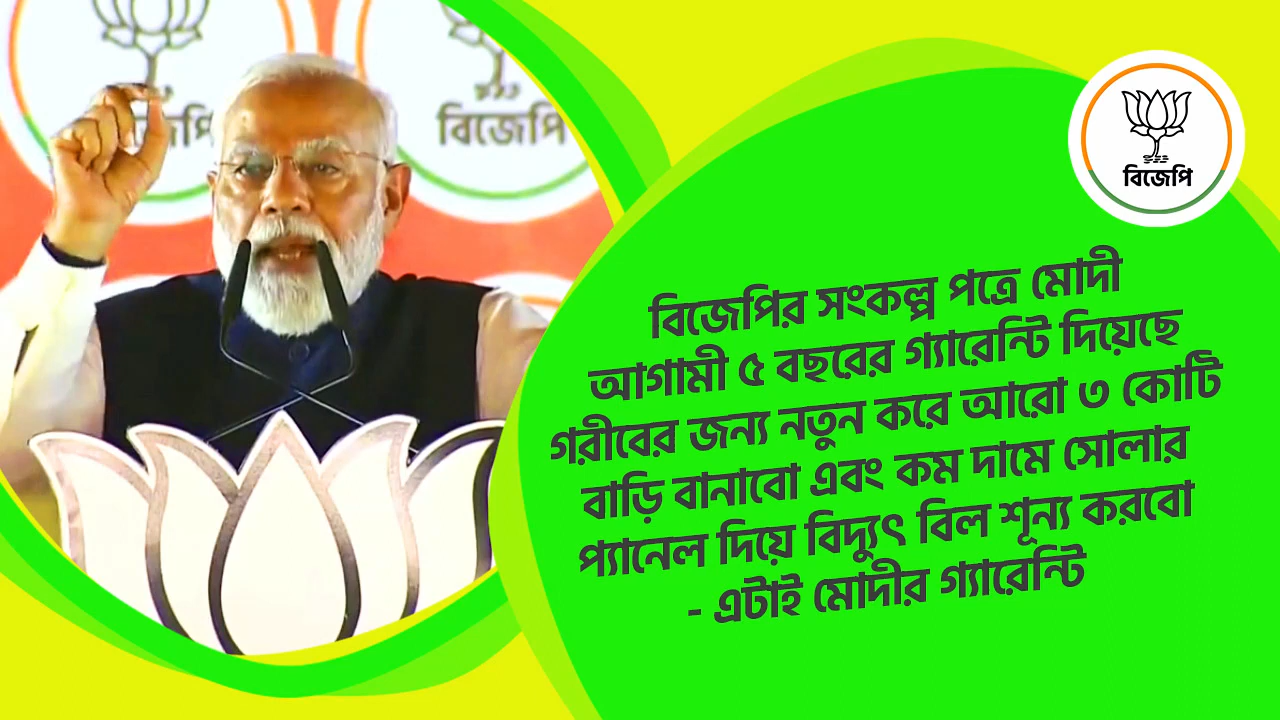 বিজেপি
বিজেপি
বিজেপির সংকল্প পত্রে মোদী
আগামী ৫ বছরের গ্যারেন্টি দিয়েছে
গরীবের জন্য নতুন করে আরো ৩ কোটি
বাড়ি বানাবো এবং কম দামে সোলার
প্যানেল দিয়ে বিদ্যুৎ বিল শূন্য করবো
- এটাই মোদীর গ্যারেন্টি